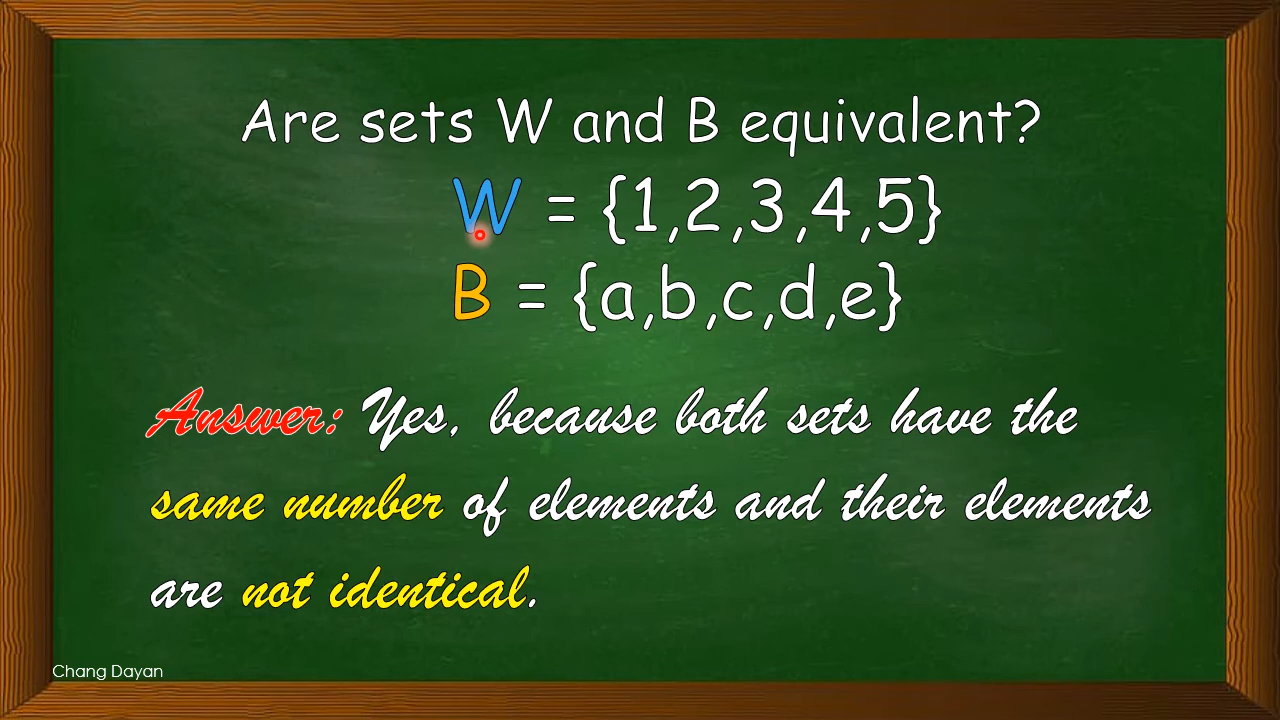 Are sets W and B equivalent?
W = {1,2,3,4,5}
B = {a,b,c,d,e}
Answer: Yes, because both sets have the
same number of elements and their elements
are not identical.
Chang Dayan